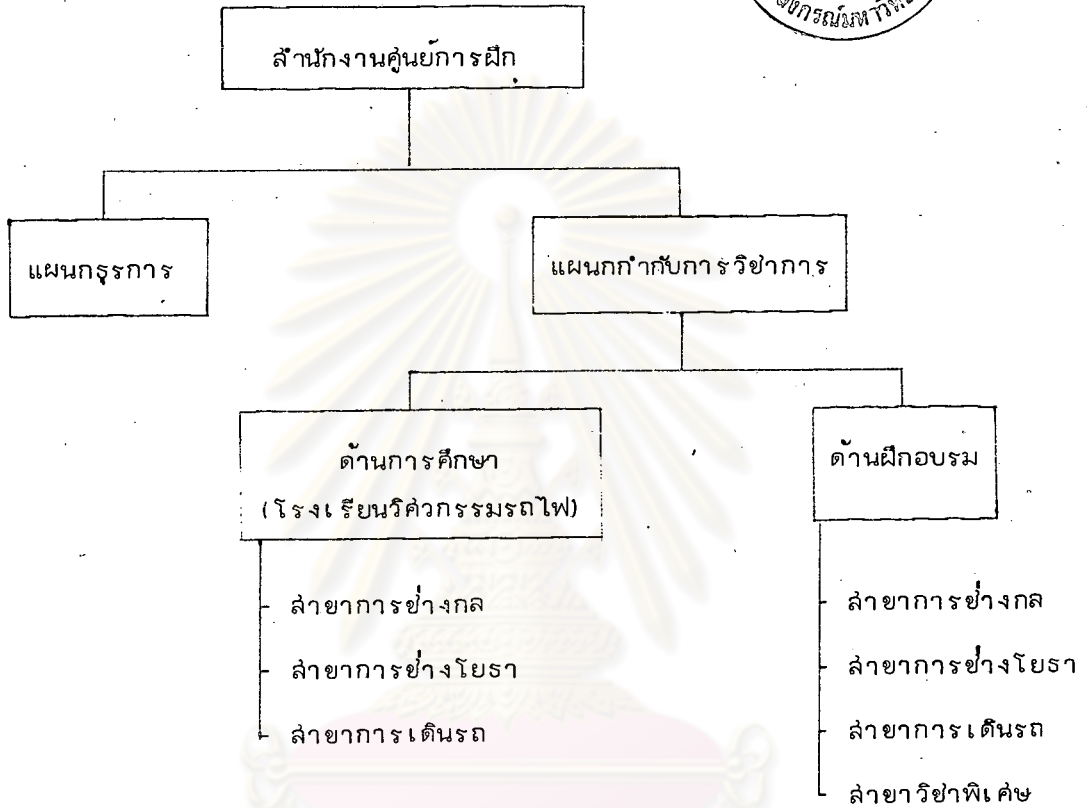 สำนักงานศูนย์การฝึก
แผนกธุรการ
แผนกกำกับการวิชาการ
ด้านการศึกษา
(โรงเรียนวิศวกรรมรถไฟ)
ด้านฝึกอบรม
- สาขาการช่างกล
- สาขาการช่างโยธา
- สาขาการเดินรถ
- สาขาการช่างกล
- สาขาการช่างโยธา
- สาขาการเดินรถ
- สาขาวิชาพิเศษ